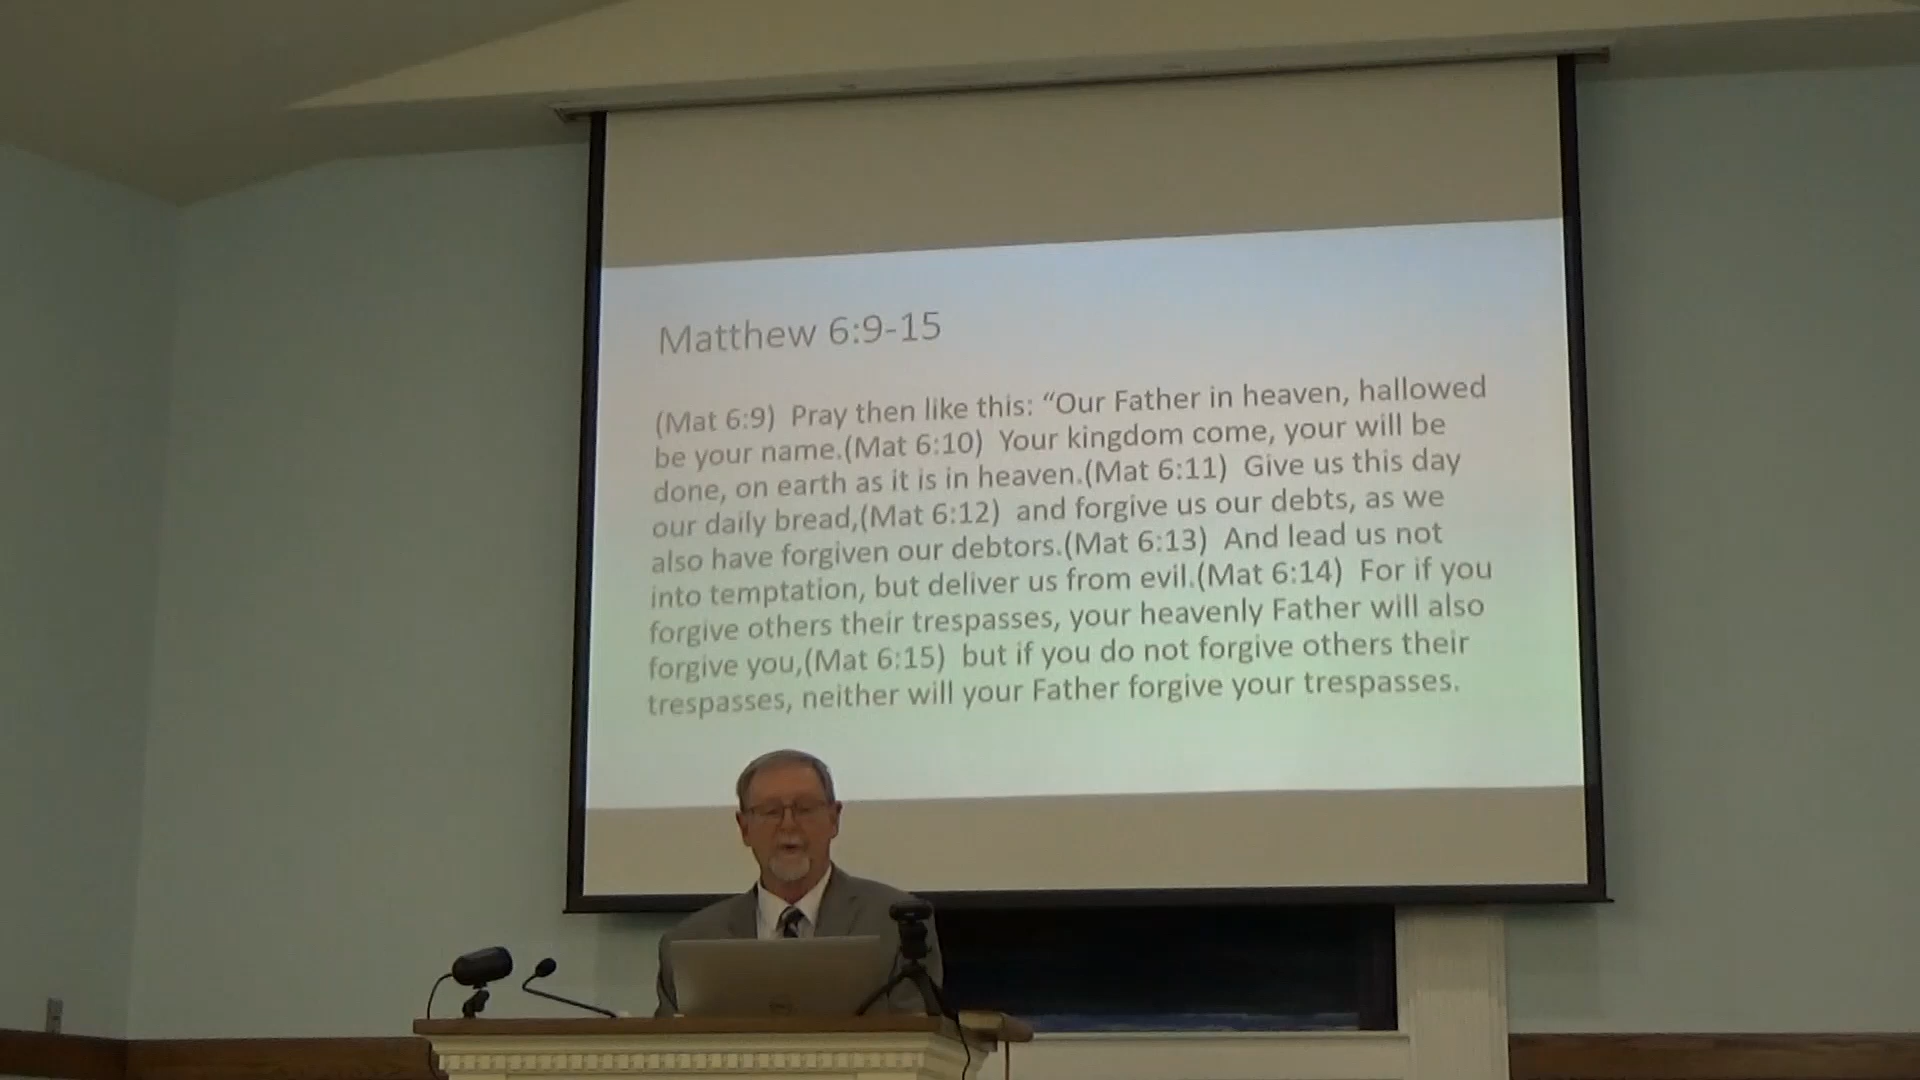 Matthew 6:9-15
(Mat 6:9) Pray then like this: “Our Father in heaven, hallowed
be your name.(Mat 6:10) Your kingdom come, your will be
done, on earth as it is in heaven.(Mat 6:11) Give us this day
our daily bread,(Mat 6:12) and forgive us our debts, as we
also have forgiven our debtors.(Mat 6:13) And lead us not
into temptation, but deliver us from evil.(Mat 6:14) For if you
forgive others their trespasses, your heavenly Father will also
forgive you,(Mat 6:15) but if you do not forgive others their
trespasses, neither will your Father forgive your trespasses.